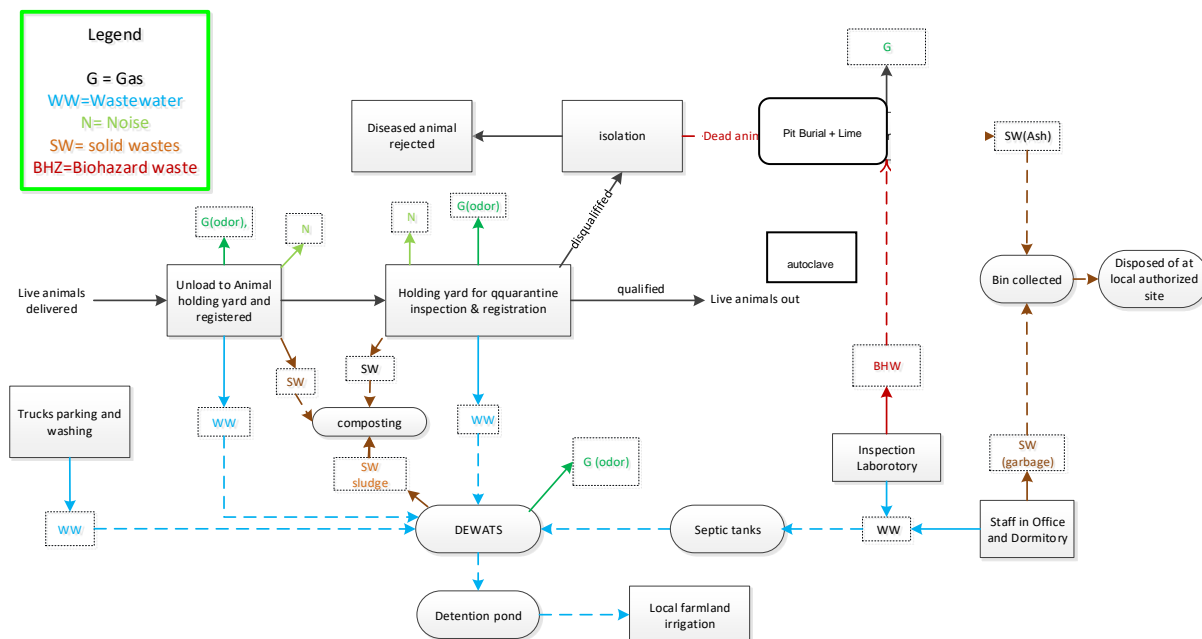 Legend
G = Gas
WW=Wastewater
N= Noise
SW= solid wastes
BHZ=Biohazard waste
G
Diseased animal
rejected
isolation
Dead anin
Pit Burial + Lime
SW(Ash)
disqualififed
G(odor),
N
N
G(odor)
Live animals
delivered
Unload to Animal
holding yard and
registered
Holding yard for qquarantine
inspection & registration
qualified
Live animals out
autoclave
Bin collected
Disposed of at
local authorized
site
SW
SW
BHW
Trucks parking and
washing
WW
composting
WW
SW
sludge
G (odor)
Inspection
Laborotory
SW
(garbage)
WW
DEWATS
Septic tanks
WW
Staff in Office
and Dormitory
Detention pond
Local farmland
irrigation